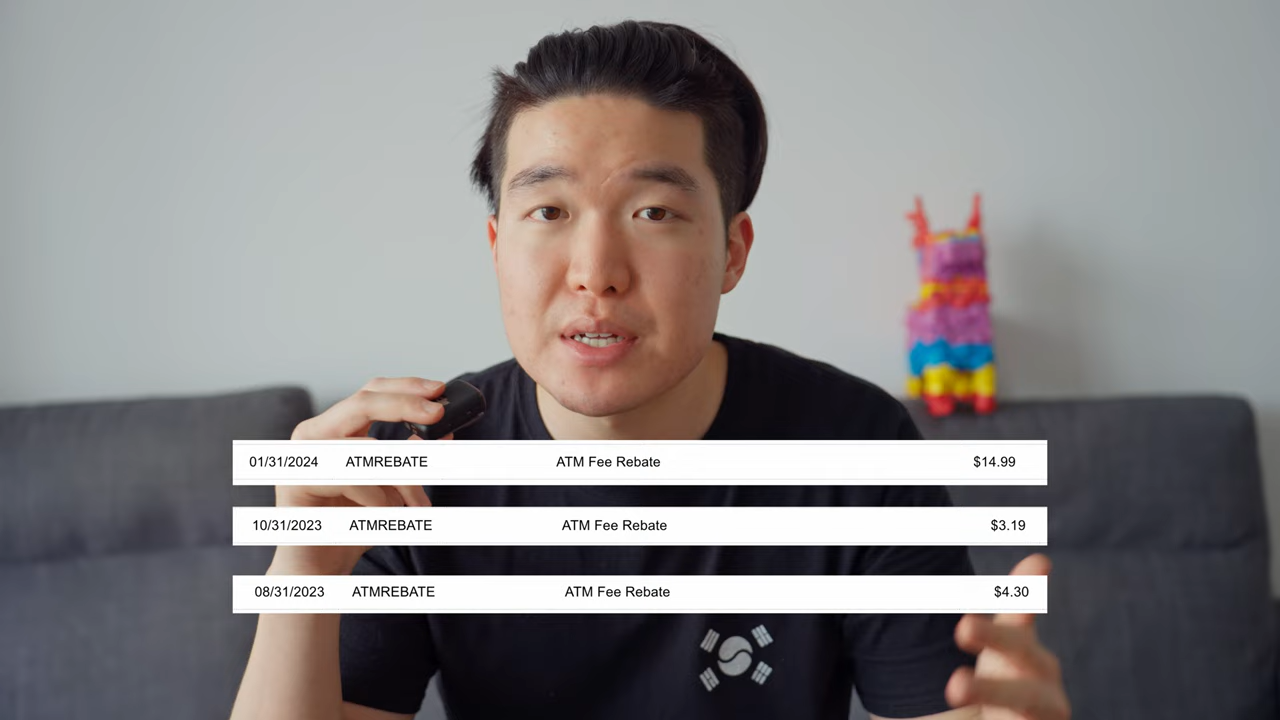 01/31/2024 ATMREBATE ATM Fee Rebate $14.99
10/31/2023 ATMREBATE ATM Fee Rebate $3.19
08/31/2023 ATMREBATE ATM Fee Rebate $4.30